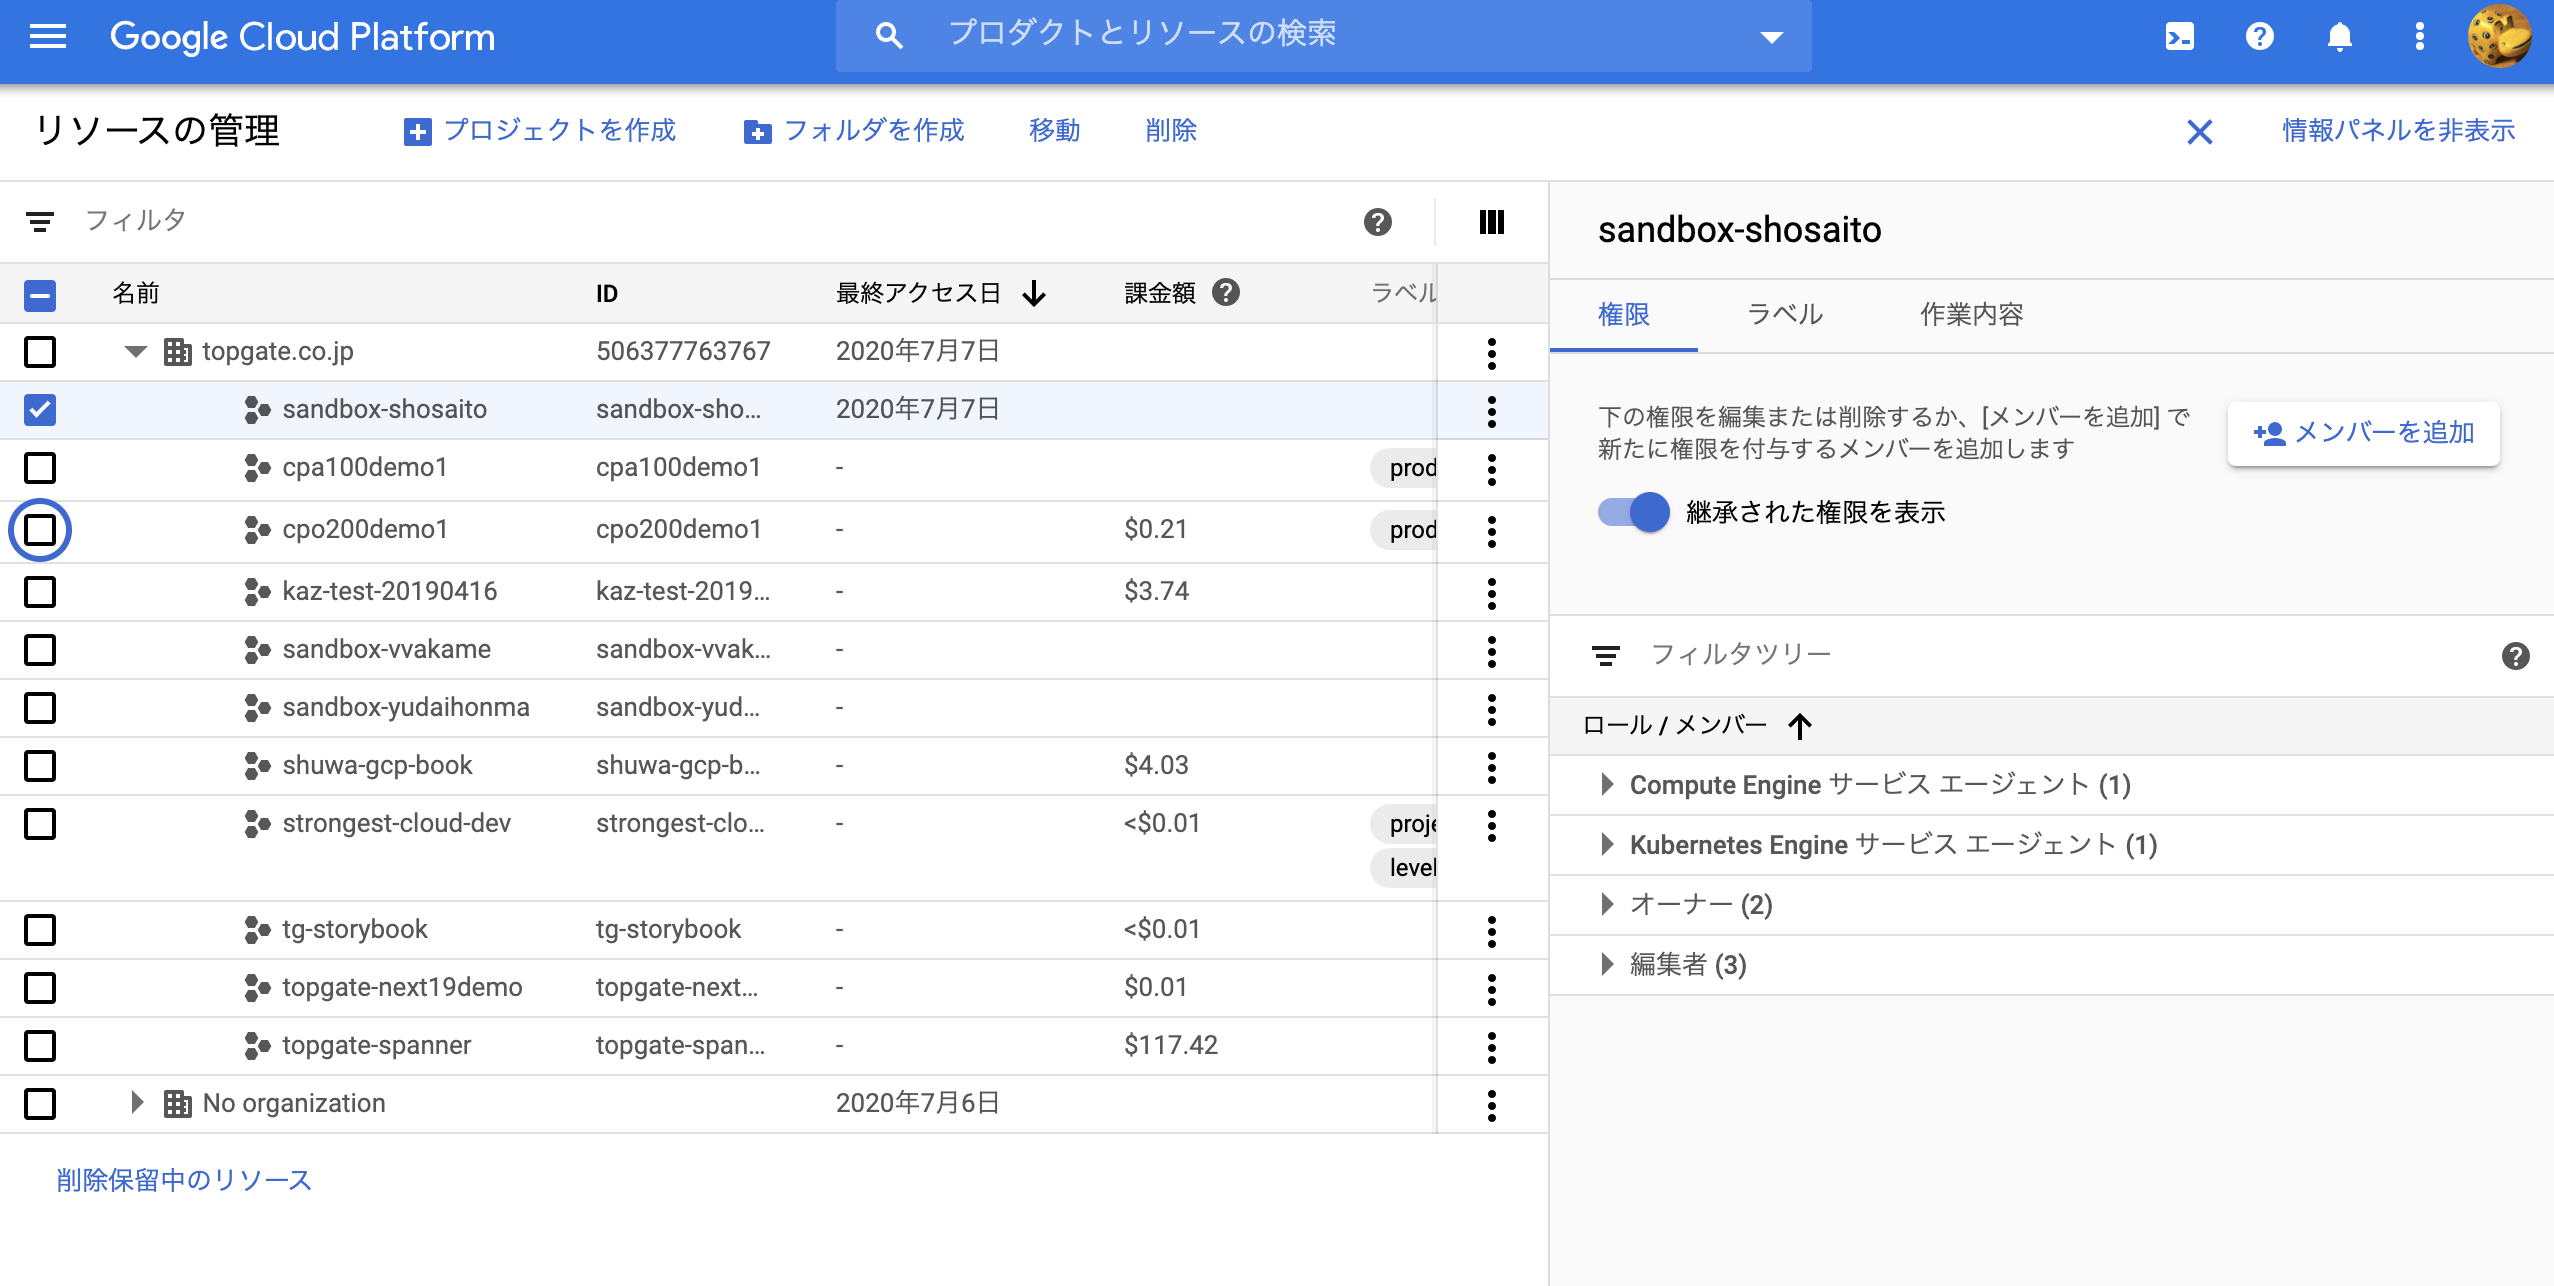 Google Cloud Platform
プロダクトとリソースの検索
リソースの管理
プロジェクトを作成
フォルダを作成
移動
削除
情報パネルを非表示
フィルタ
名前 ID 最終アクセス日 課金額 ラベル
topgate.co.jp 506377763767 2020年7月7日
sandbox-shosaito sandbox-sho... 2020年7月7日
cpa100demo1 cpa100demo1 - prod
cpo200demo1 cpo200demo1 - $0.21 prod
kaz-test-20190416 kaz-test-2019... - $3.74
sandbox-vvakame sandbox-vvak... -
sandbox-yudaihonma sandbox-yud... -
shuwa-gcp-book shuwa-gcp-b... - $4.03
strongest-cloud-dev strongest-clo... - <$0.01 proje
level
tg-storybook tg-storybook - <$0.01
topgate-next19demo topgate-next... - $0.01
topgate-spanner topgate-span... - $117.42
No organization 2020年7月6日
削除保留中のリソース
sandbox-shosaito
権限 ラベル 作業内容
下の権限を編集または削除するか、[メンバーを追加] で
新たに権限を付与するメンバーを追加します
メンバーを追加
継承された権限を表示
フィルタツリー
ロール / メンバー
Compute Engine サービス エージェント (1)
Kubernetes Engine サービス エージェント (1)
オーナー (2)
編集者 (3)